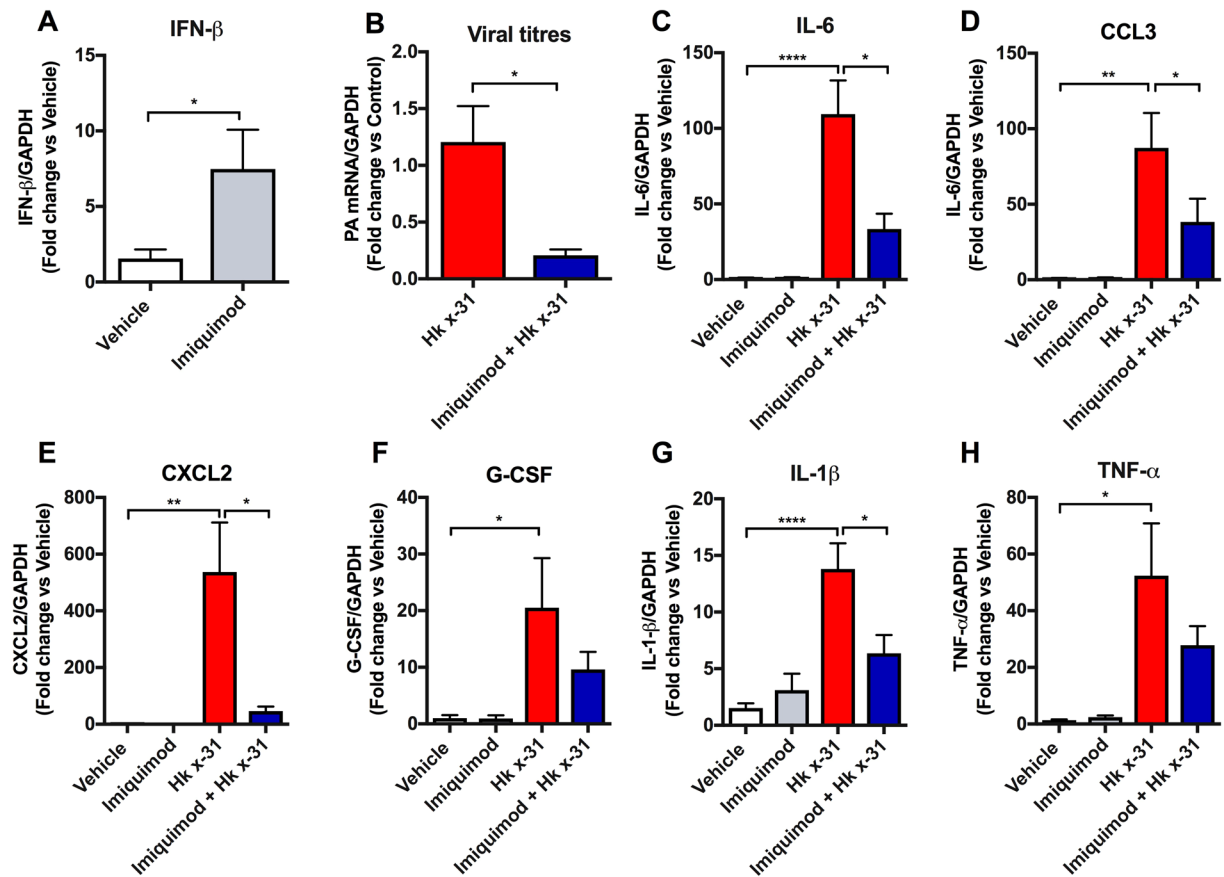 A
IFN-β
IFN-β/GAPDH
(Fold change vs Vehicle)
15
10
5
0
*
Vehicle
Imiquimod
B
Viral titres
PA mRNA/GAPDH
(Fold change vs Control)
2.0
1.5
1.0
0.5
0.0
*
Hk x-31
Imiquimod + Hk x-31
C
IL-6
IL-6/GAPDH
(Fold change vs Vehicle)
150
100
50
0
****
*
Vehicle
Imiquimod
Hk x-31
Imiquimod + Hk x-31
D
CCL3
IL-6/GAPDH
(Fold change vs Vehicle)
150
100
50
0
**
*
Vehicle
Imiquimod
Hk x-31
Imiquimod + Hk x-31
E
CXCL2
CXCL2/GAPDH
(Fold change vs Vehicle)
800
600
400
200
0
**
*
Vehicle
Imiquimod
Hk x-31
Imiquimod + Hk x-31
F
G-CSF
G-CSF/GAPDH
(Fold change vs Vehicle)
40
30
20
10
0
*
Vehicle
Imiquimod
Hk x-31
Imiquimod + Hk x-31
G
IL-1β
IL-1-β/GAPDH
(Fold change vs Vehicle)
20
15
10
5
0
****
*
Vehicle
Imiquimod
Hk x-31
Imiquimod + Hk x-31
H
TNF-α
TNF-α/GAPDH
(Fold change vs Vehicle)
80
60
40
20
0
*
Vehicle
Imiquimod
Hk x-31
Imiquimod + Hk x-31